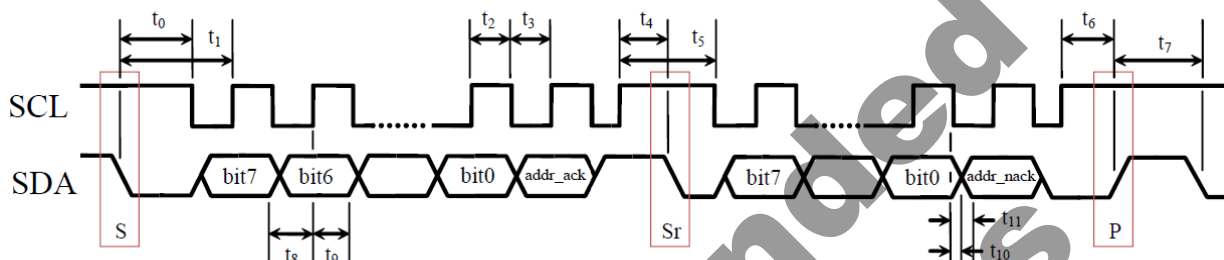 t0 t1 t2 t3 t4 t5 t6 t7
SCL
SDA bit7 bit6 bit0 addr_ack bit7 bit0 addr_nack
S t8 t9 Sr t11 t10 P